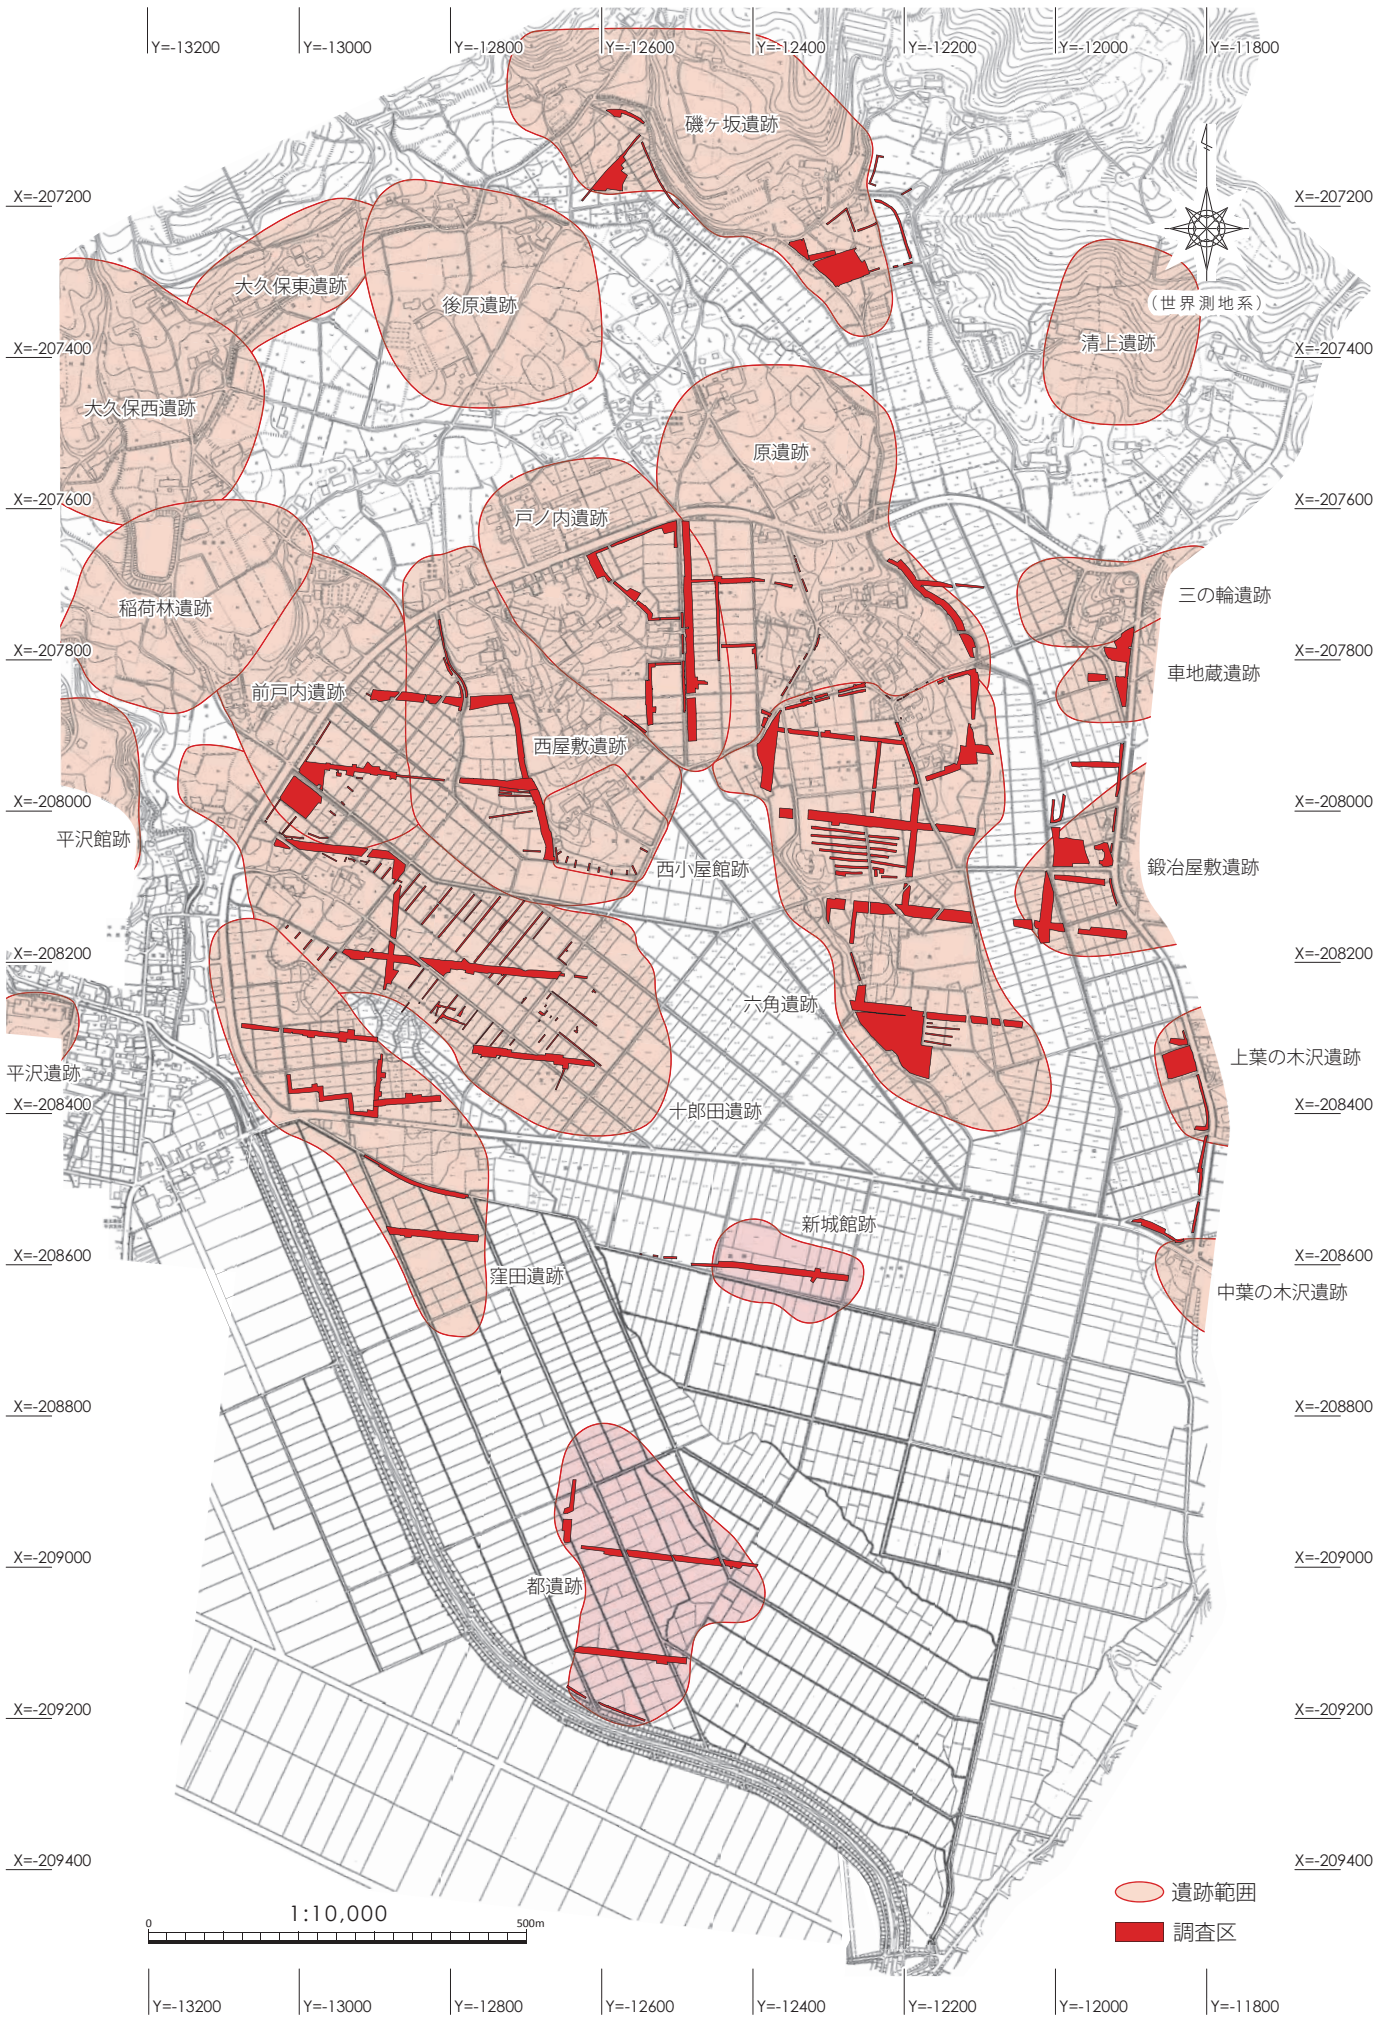 Y=-13200
Y=-13000
Y=-12800
Y=-12600
Y=-12400
Y=-12200
Y=-12000
Y=-11800
磯ヶ坂遺跡
X=-207200
X=-207200
大久保東遺跡
後原遺跡
(世界測地系)
清上遺跡
X=-207400
X=-207400
大久保西遺跡
原遺跡
X=-207600
X=-207600
戸ノ内遺跡
三の輪遺跡
稲荷林遺跡
X=-207800
X=-207800
車地蔵遺跡
前戸内遺跡
西屋敷遺跡
X=-208000
X=-208000
平沢館跡
西小屋館跡
鍛冶屋敷遺跡
X=-208200
X=-208200
六角遺跡
上葉の木沢遺跡
平沢遺跡
X=-208400
X=-208400
十郎田遺跡
新城館跡
X=-208600
X=-208600
窪田遺跡
中葉の木沢遺跡
X=-208800
X=-208800
X=-209000
X=-209000
都遺跡
X=-209200
X=-209200
X=-209400
X=-209400
遺跡範囲
調査区
1:10,000
0
500m
Y=-13200
Y=-13000
Y=-12800
Y=-12600
Y=-12400
Y=-12200
Y=-12000
Y=-11800